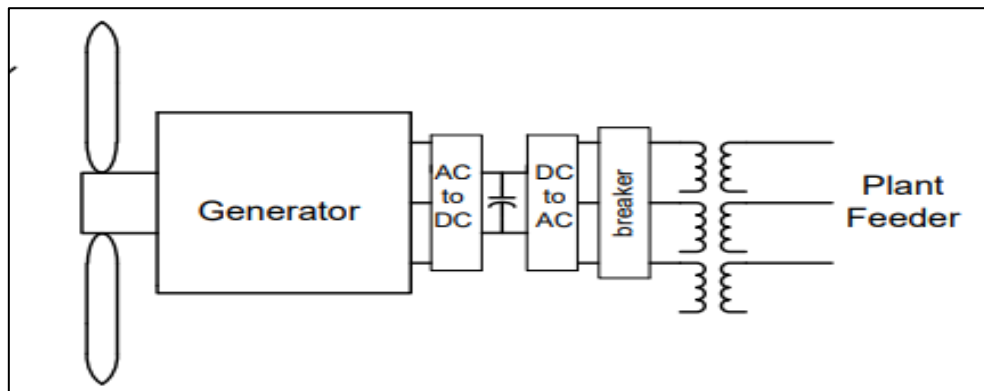 Generator
AC
to
DC
DC
to
AC
breaker
Plant
Feeder